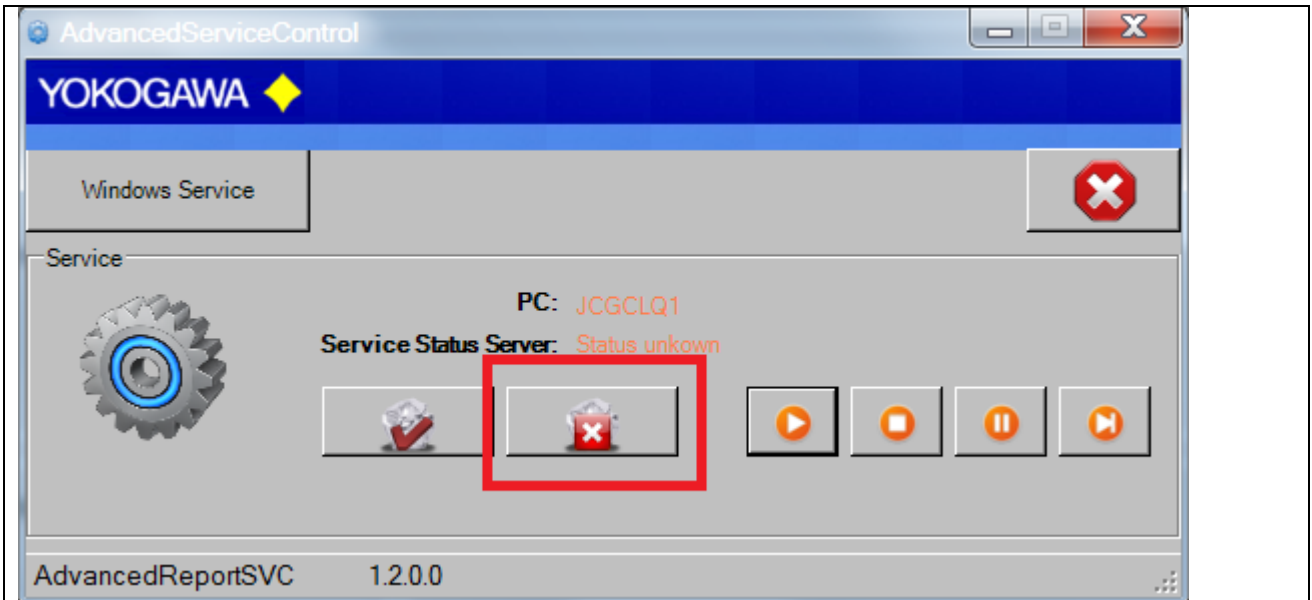 AdvancedServiceControl
YOKOGAWA
Windows Service
Service
PC: JCGCLQ1
Service Status Server: Status unkown
AdvancedReportSVC 1.2.0.0